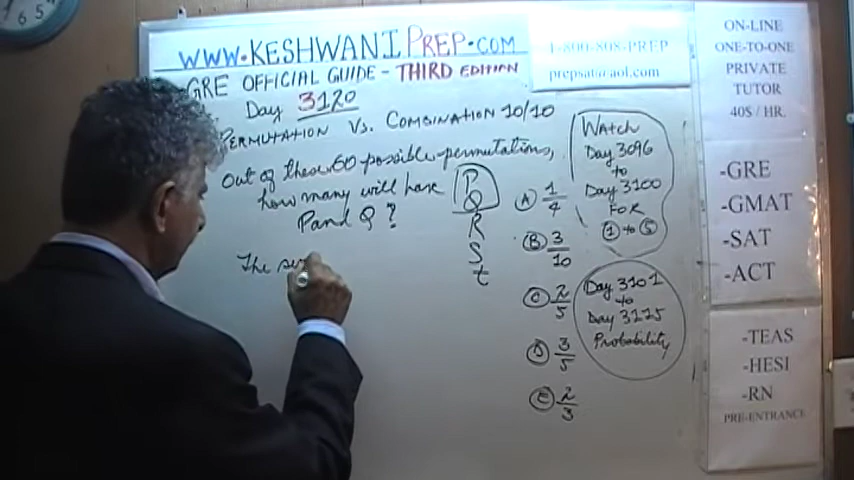 WWW.KESHWANIPREP.COM
GRE OFFICIAL GUIDE - THIRD EDITION
Day 3120
PERMUTATION VS. COMBINATION 10/10
Out of these 60 possible permutations,
how many will have
P and Q?
The
P
Q
R
S
t
A 1/4
B 3/10
C 2/5
D 3/5
E 2/3
WATCH
Day 3096
to
Day 3100
FOR
1 to 5
Day 3101
to
Day 3125
Probability
1-800-808-PREP
prepsat@aol.com
ON-LINE
ONE-TO-ONE
PRIVATE
TUTOR
40$ / HR.
-GRE
-GMAT
-SAT
-ACT
-TEAS
-HESI
-RN
PRE-ENTRANCE
6 5